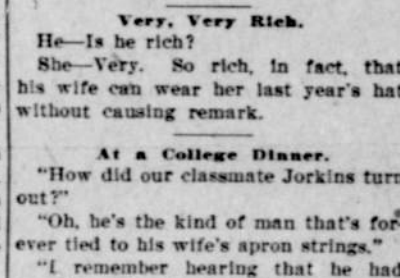 Very, Very Rich.
He—Is he rich?
She—Very. So rich, in fact, that
his wife can wear her last year's hat
without causing remark.
At a College Dinner.
"How did our classmate Jorkins turn
out?"
"Oh, he's the kind of man that's for-
ever tied to his wife's apron strings."
"I remember hearing that he had